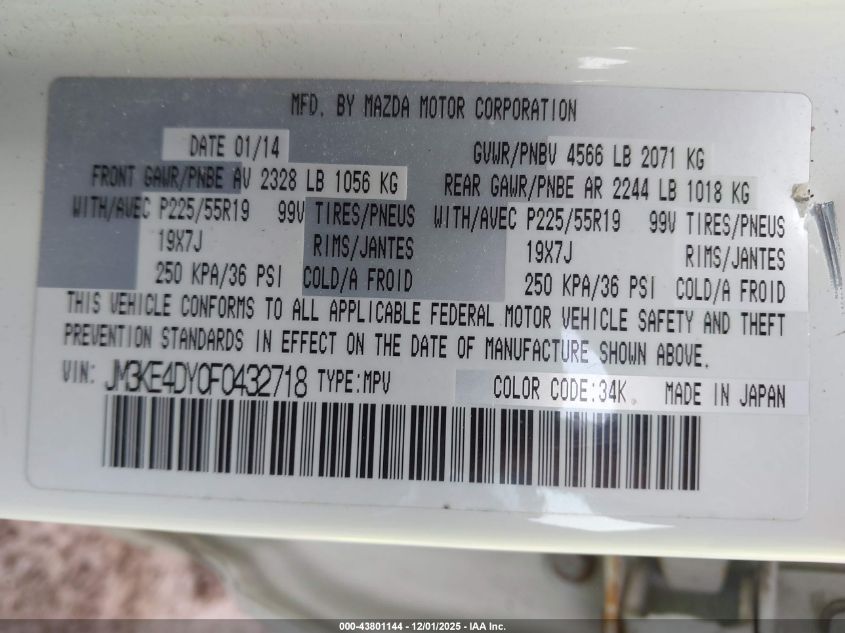 MFD. BY MAZDA MOTOR CORPORATION
DATE 01/14 GVWR/PNBV 4566 LB 2071 KG
FRONT GAWR/PNBE AV 2328 LB 1056 KG REAR GAWR/PNBE AR 2244 LB 1018 KG
WITH/AVEC P225/55R19 99V TIRES/PNEUS WITH/AVEC P225/55R19 99V TIRES/PNEUS
19X7J RIMS/JANTES 19X7J RIMS/JANTES
250 KPA/36 PSI COLD/A FROID 250 KPA/36 PSI COLD/A FROID
THIS VEHICLE CONFORMS TO ALL APPLICABLE FEDERAL MOTOR VEHICLE SAFETY AND THEFT
PREVENTION STANDARDS IN EFFECT ON THE DATE OF MANUFACTURE SHOWN ABOVE.
VIN: JM3KE4DY0F0432718 TYPE:MPV COLOR CODE:34K MADE IN JAPAN
000-43801144 - 12/01/2025 - IAA Inc.